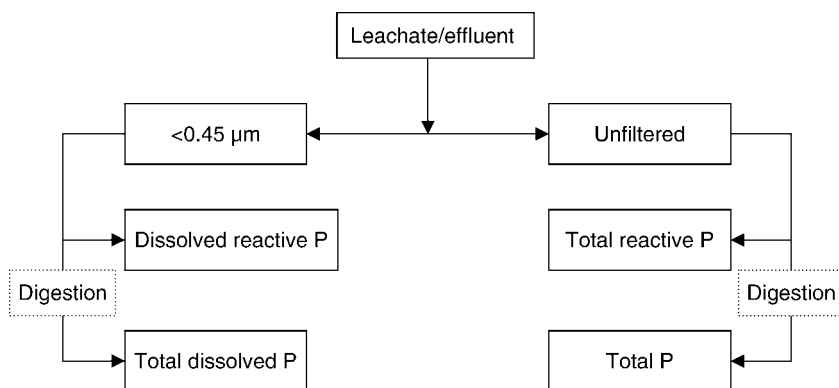 Leachate/effluent
<0.45 µm
Unfiltered
Dissolved reactive P
Total reactive P
Digestion
Digestion
Total dissolved P
Total P